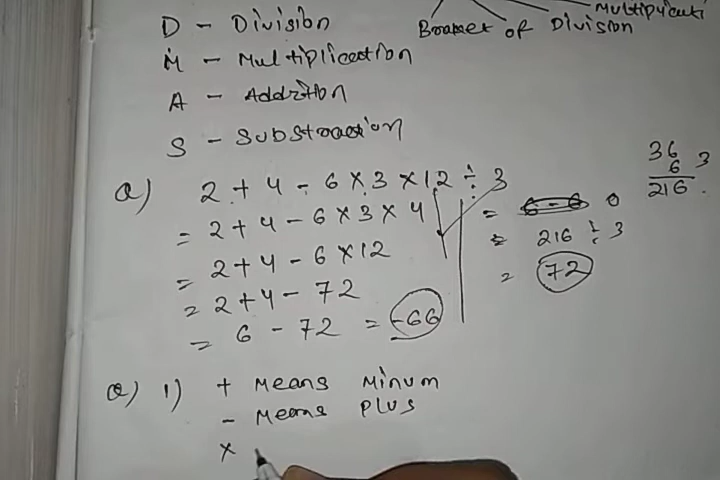 Multiplicati
D - Division
Bracket of Division
M - Multiplication
A - Addition
S - Substraction
Q) 2 + 4 - 6 × 3 × 12 ÷ 3
= 2 + 4 - 6 × 3 × 4
= 2 + 4 - 6 × 12
= 2 + 4 - 72
= 6 - 72 = -66
= 0
= 216 ÷ 3
= 72
36
6 3
216
Q) 1) + Means Minum
- Means Plus
×